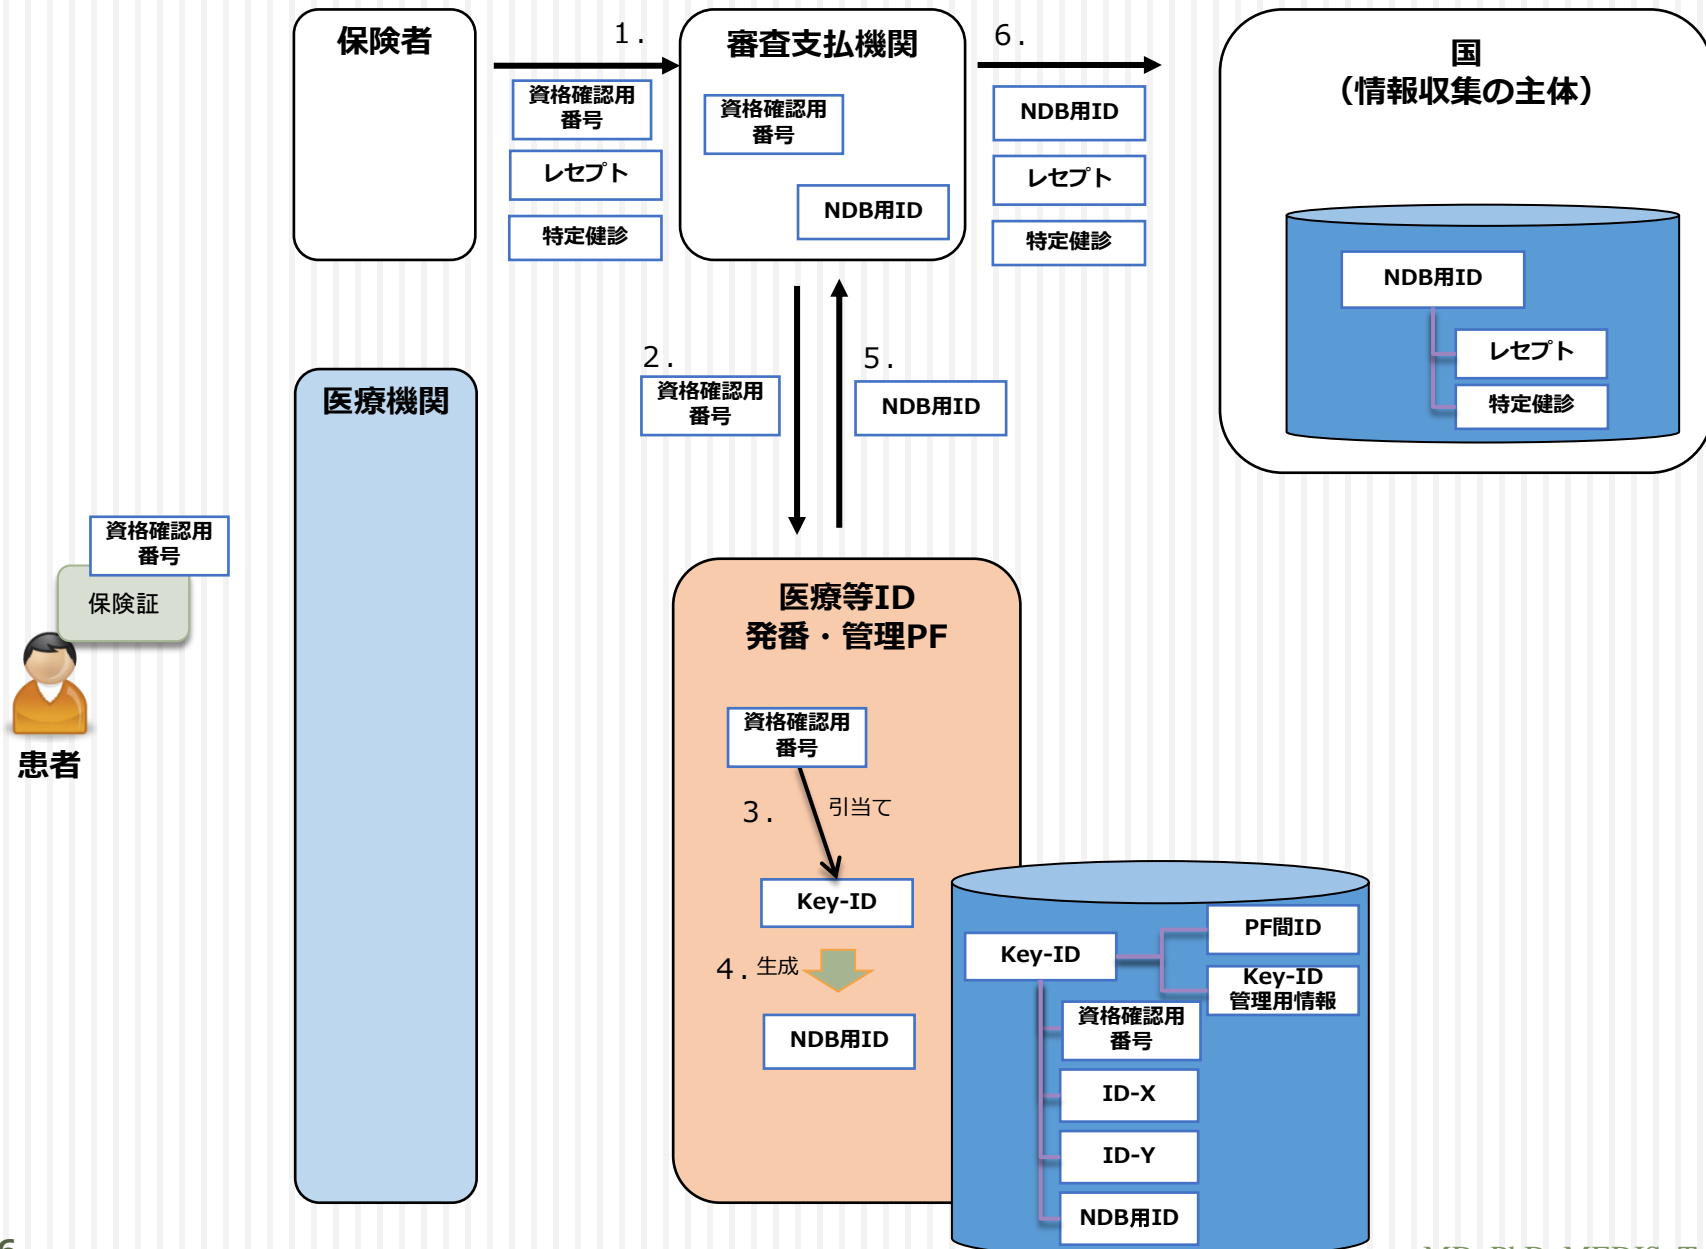 保険者
1.
資格確認用
番号
レセプト
特定健診
審査支払機関
資格確認用
番号
NDB用ID
6.
NDB用ID
レセプト
特定健診
国
（情報収集の主体）
NDB用ID
レセプト
特定健診
2.
資格確認用
番号
5.
NDB用ID
医療機関
資格確認用
番号
保険証
患者
医療等ID
発番・管理PF
資格確認用
番号
3.
引当て
Key-ID
4.
生成
NDB用ID
Key-ID
PF間ID
Key-ID
管理用情報
資格確認用
番号
ID-X
ID-Y
NDB用ID